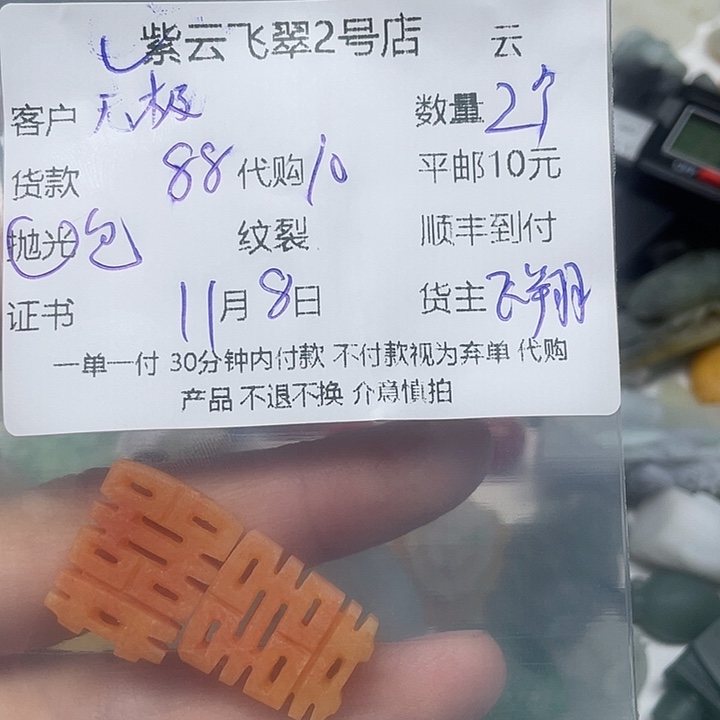 紫云飞翠2号店 云
客户 无极 数量 2个
货款 88 代购 10 平邮10元
抛光 包 纹裂 顺丰到付
证书 11月8日 货主 飞翔
一单一付 30分钟内付款 不付款视为弃单 代购
产品 不退不换 介意慎拍